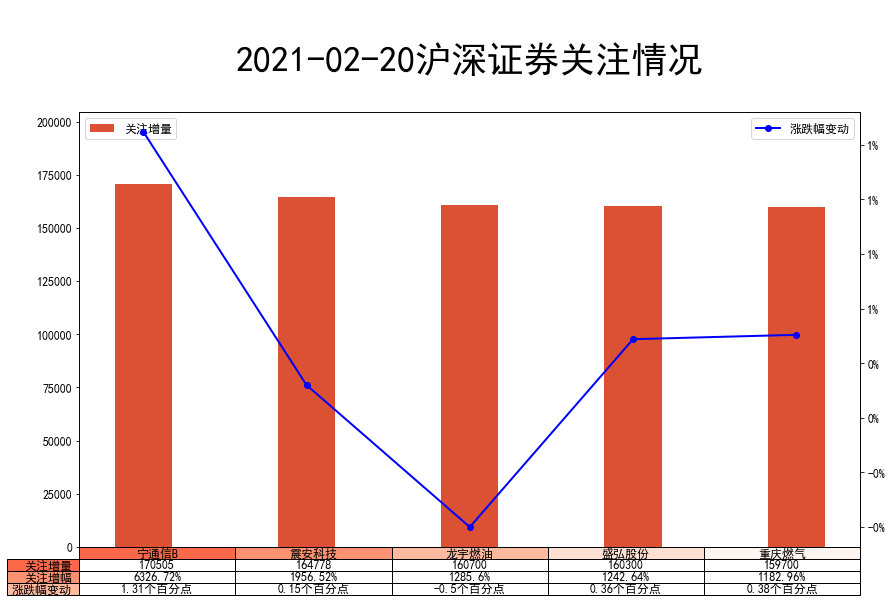 2021-02-20沪深证券关注情况
关注增量
涨跌幅变动
200000
175000
150000
125000
100000
75000
50000
25000
0
1%
1%
1%
1%
0%
0%
-0%
-0%
宁通信B 震安科技 龙宇燃油 盛弘股份 重庆燃气
关注增量 170505 164778 160700 160300 159700
关注增幅 6326.72% 1956.52% 1285.6% 1242.64% 1182.96%
涨跌幅变动 1.31个百分点 0.15个百分点 -0.5个百分点 0.36个百分点 0.38个百分点